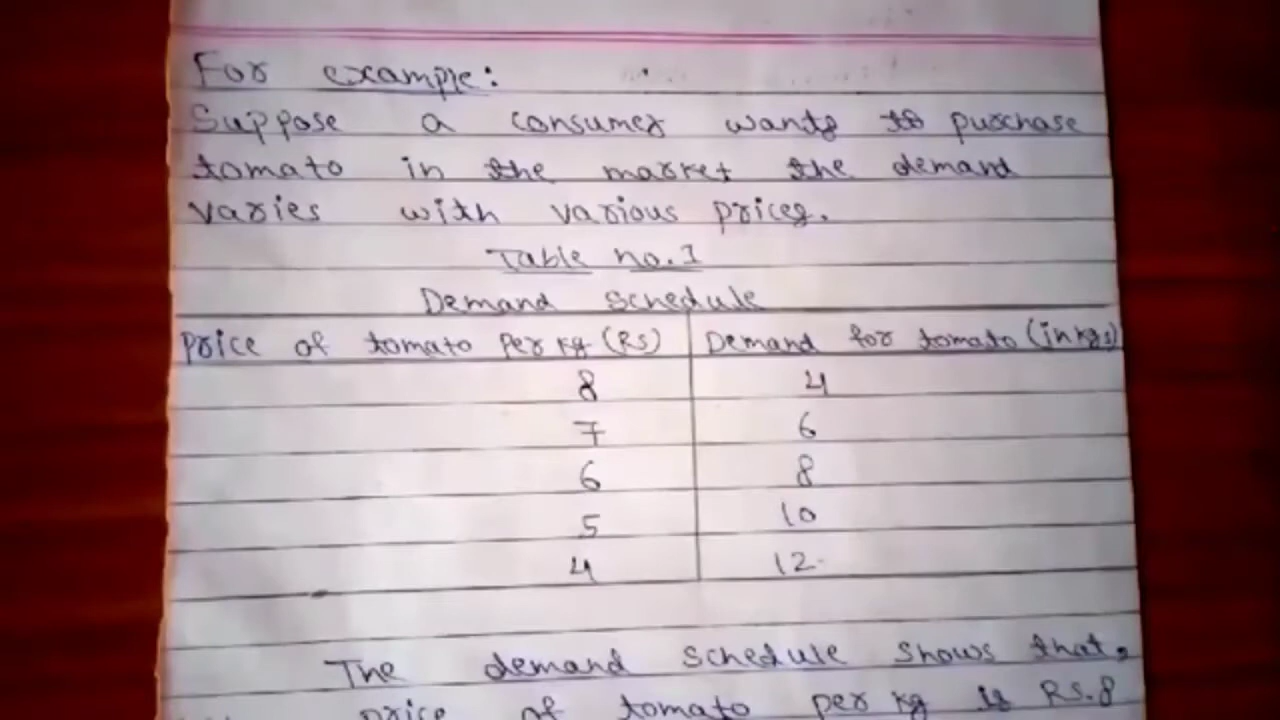 For example:
Suppose a consumer wants to purchase
tomato in the market the demand
varies with various prices.
Table no.1
Demand Schedule
Price of tomato per kg (Rs) Demand for tomato (in kgs)
8 4
7 6
6 8
5 10
4 12
The demand schedule shows that,
price of tomato per kg is Rs.8